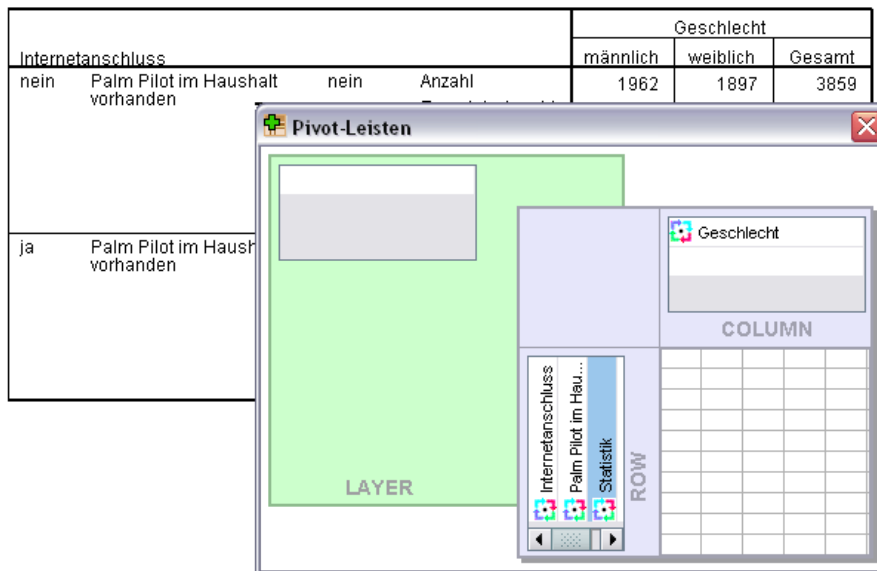 Geschlecht
Internetanschluss männlich weiblich Gesamt
nein Palm Pilot im Haushalt nein Anzahl 1962 1897 3859
vorhanden
Pivot-Leisten
Geschlecht
COLUMN
ja Palm Pilot im Haush
vorhanden
Internetanschluss
Palm Pilot im Hau...
Statistik
ROW
LAYER